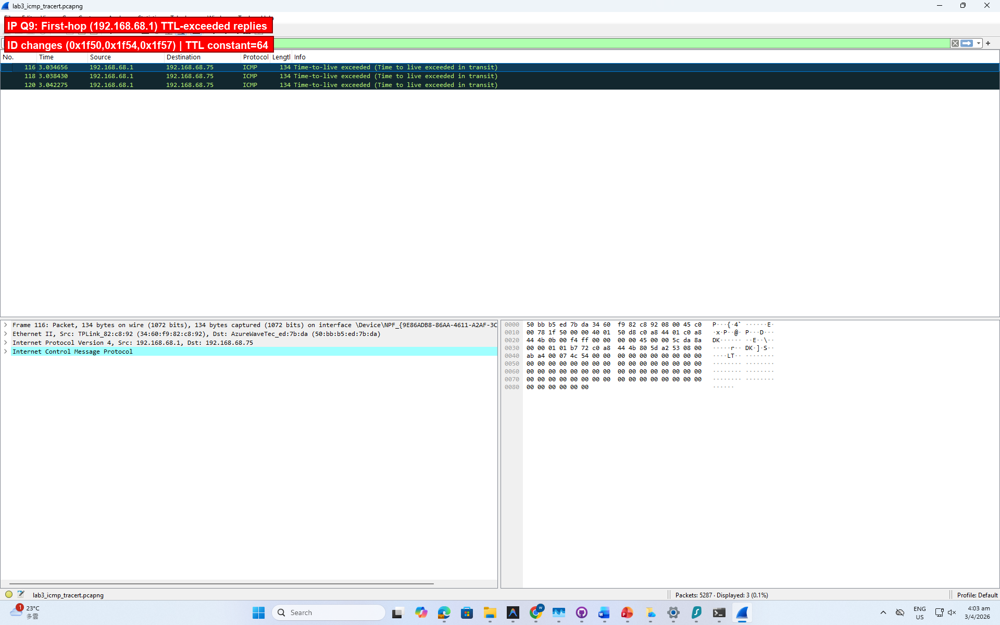 lab3_icmp_tracert.pcapng
IP Q9: First-hop (192.168.68.1) TTL-exceeded replies
ID changes (0x1f50,0x1f54,0x1f57) | TTL constant=64
No. Time Source Destination Protocol Lengtl Info
116 3.034656 192.168.68.1 192.168.68.75 ICMP 134 Time-to-live exceeded (Time to live exceeded in transit)
118 3.038430 192.168.68.1 192.168.68.75 ICMP 134 Time-to-live exceeded (Time to live exceeded in transit)
120 3.042275 192.168.68.1 192.168.68.75 ICMP 134 Time-to-live exceeded (Time to live exceeded in transit)
Frame 116: Packet, 134 bytes on wire (1072 bits), 134 bytes captured (1072 bits) on interface \Device\NPF_{9E86ADB8-86AA-4611-A2AF-3C
Ethernet II, Src: TPLink_82:c8:92 (34:60:f9:82:c8:92), Dst: AzureWaveTec_ed:7b:da (50:bb:b5:ed:7b:da)
Internet Protocol Version 4, Src: 192.168.68.1, Dst: 192.168.68.75
Internet Control Message Protocol
0000 50 bb b5 ed 7b da 34 60 f9 82 c8 92 08 00 45 c0 P···{·4` ······E·
0010 00 78 1f 50 00 00 40 01 50 d8 c0 a8 44 01 c0 a8 ·x·P··@· P···D···
0020 44 4b 0b 00 f4 ff 00 00 00 00 45 00 00 5c da 8a DK······ ··E··\··
0030 00 00 01 01 b7 72 c0 a8 44 4b 80 5d a2 53 08 00 ·····r·· DK·]·S··
0040 ab a4 00 07 4c 54 00 00 00 00 00 00 00 00 00 00 ····LT·· ········
0050 00 00 00 00 00 00 00 00 00 00 00 00 00 00 00 00 ········ ········
0060 00 00 00 00 00 00 00 00 00 00 00 00 00 00 00 00 ········ ········
0070 00 00 00 00 00 00 00 00 00 00 00 00 00 00 00 00 ········ ········
0080 00 00 00 00 00 00 ······
lab3_icmp_tracert.pcapng Packets: 5287 · Displayed: 3 (0.1%) Profile: Default
1 23°C
多雲
Search
ENG
US
4:03 am
3/4/2026